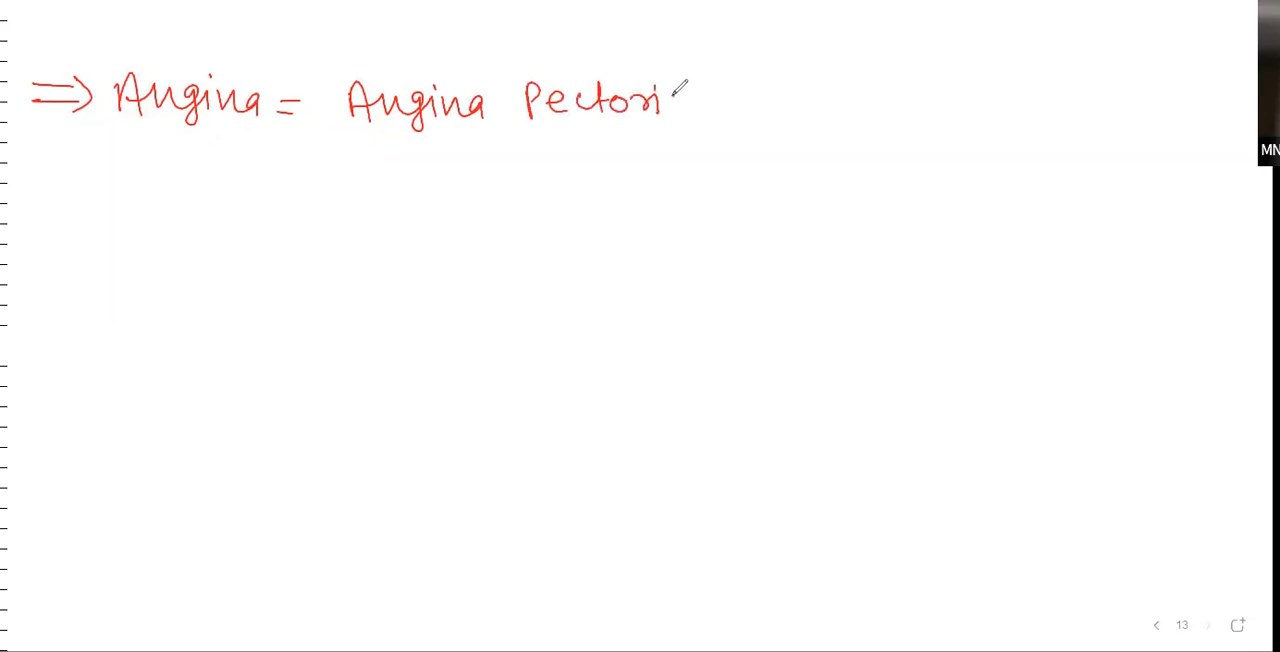 ⇒ Angina = Angina Pectori
MN
< 13 >